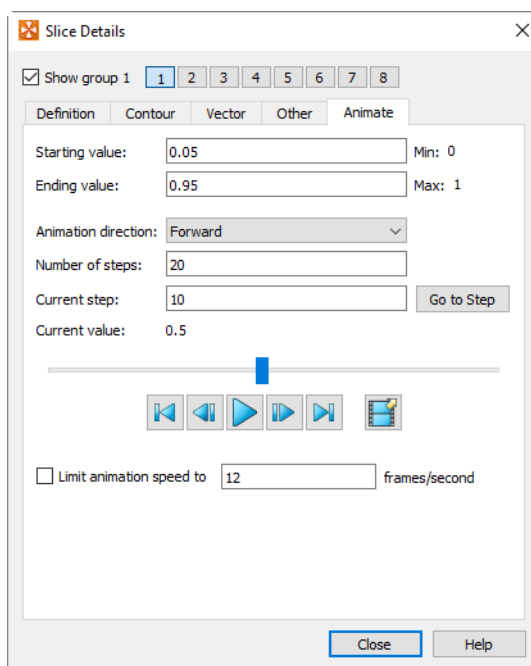 Slice Details
Show group 1 1 2 3 4 5 6 7 8
Definition Contour Vector Other Animate
Starting value: 0.05 Min: 0
Ending value: 0.95 Max: 1
Animation direction: Forward
Number of steps: 20
Current step: 10 Go to Step
Current value: 0.5
Limit animation speed to 12 frames/second
Close Help